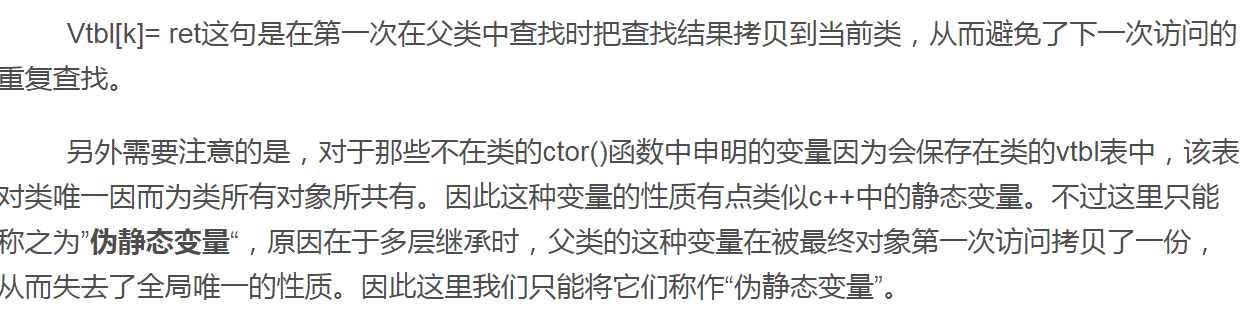 Vtbl[k]= ret这句是在第一次在父类中查找时把查找结果拷贝到当前类，从而避免了下一次访问的
重复查找。
另外需要注意的是，对于那些不在类的ctor()函数中申明的变量因为会保存在类的vtbl表中，该表
对类唯一因而为类所有对象所共有。因此这种变量的性质有点类似c++中的静态变量。不过这里只能
称之为”伪静态变量“，原因在于多层继承时，父类的这种变量在被最终对象第一次访问拷贝了一份，
从而失去了全局唯一的性质。因此这里我们只能将它们称作“伪静态变量”。